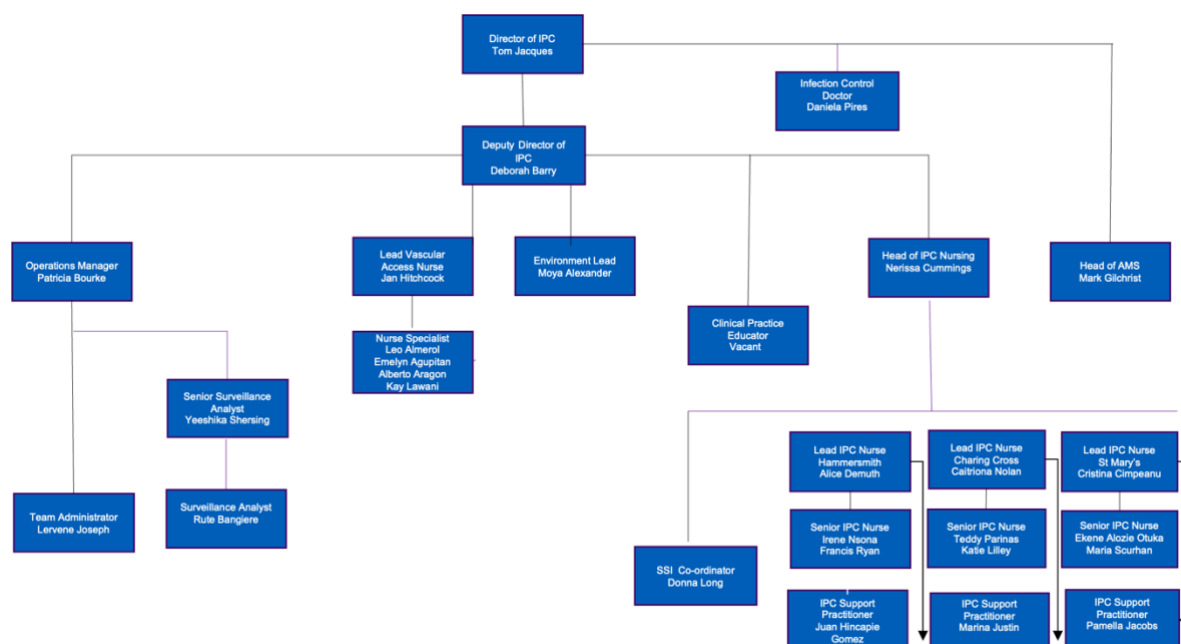 Director of IPC
Tom Jacques
Infection Control
Doctor
Daniela Pires
Deputy Director of
IPC
Deborah Barry
Operations Manager
Patricia Bourke
Lead Vascular
Access Nurse
Jan Hitchcock
Environment Lead
Moya Alexander
Head of IPC Nursing
Nerissa Cummings
Head of AMS
Mark Gilchrist
Clinical Practice
Educator
Vacant
Nurse Specialist
Leo Almerol
Emelyn Agupitan
Alberto Aragon
Kay Lawani
Senior Surveillance
Analyst
Yeeshika Shersing
Lead IPC Nurse
Hammersmith
Alice Demuth
Lead IPC Nurse
Charing Cross
Caitriona Nolan
Lead IPC Nurse
St Mary's
Cristina Cimpeanu
Team Administrator
Lervene Joseph
Surveillance Analyst
Rute Bangiere
Senior IPC Nurse
Irene Nsona
Francis Ryan
Senior IPC Nurse
Teddy Parinas
Katie Lilley
Senior IPC Nurse
Ekene Alozie Otuka
Maria Scurhan
SSI Co-ordinator
Donna Long
IPC Support
Practitioner
Juan Hincapie
Gomez
IPC Support
Practitioner
Marina Justin
IPC Support
Practitioner
Pamella Jacobs